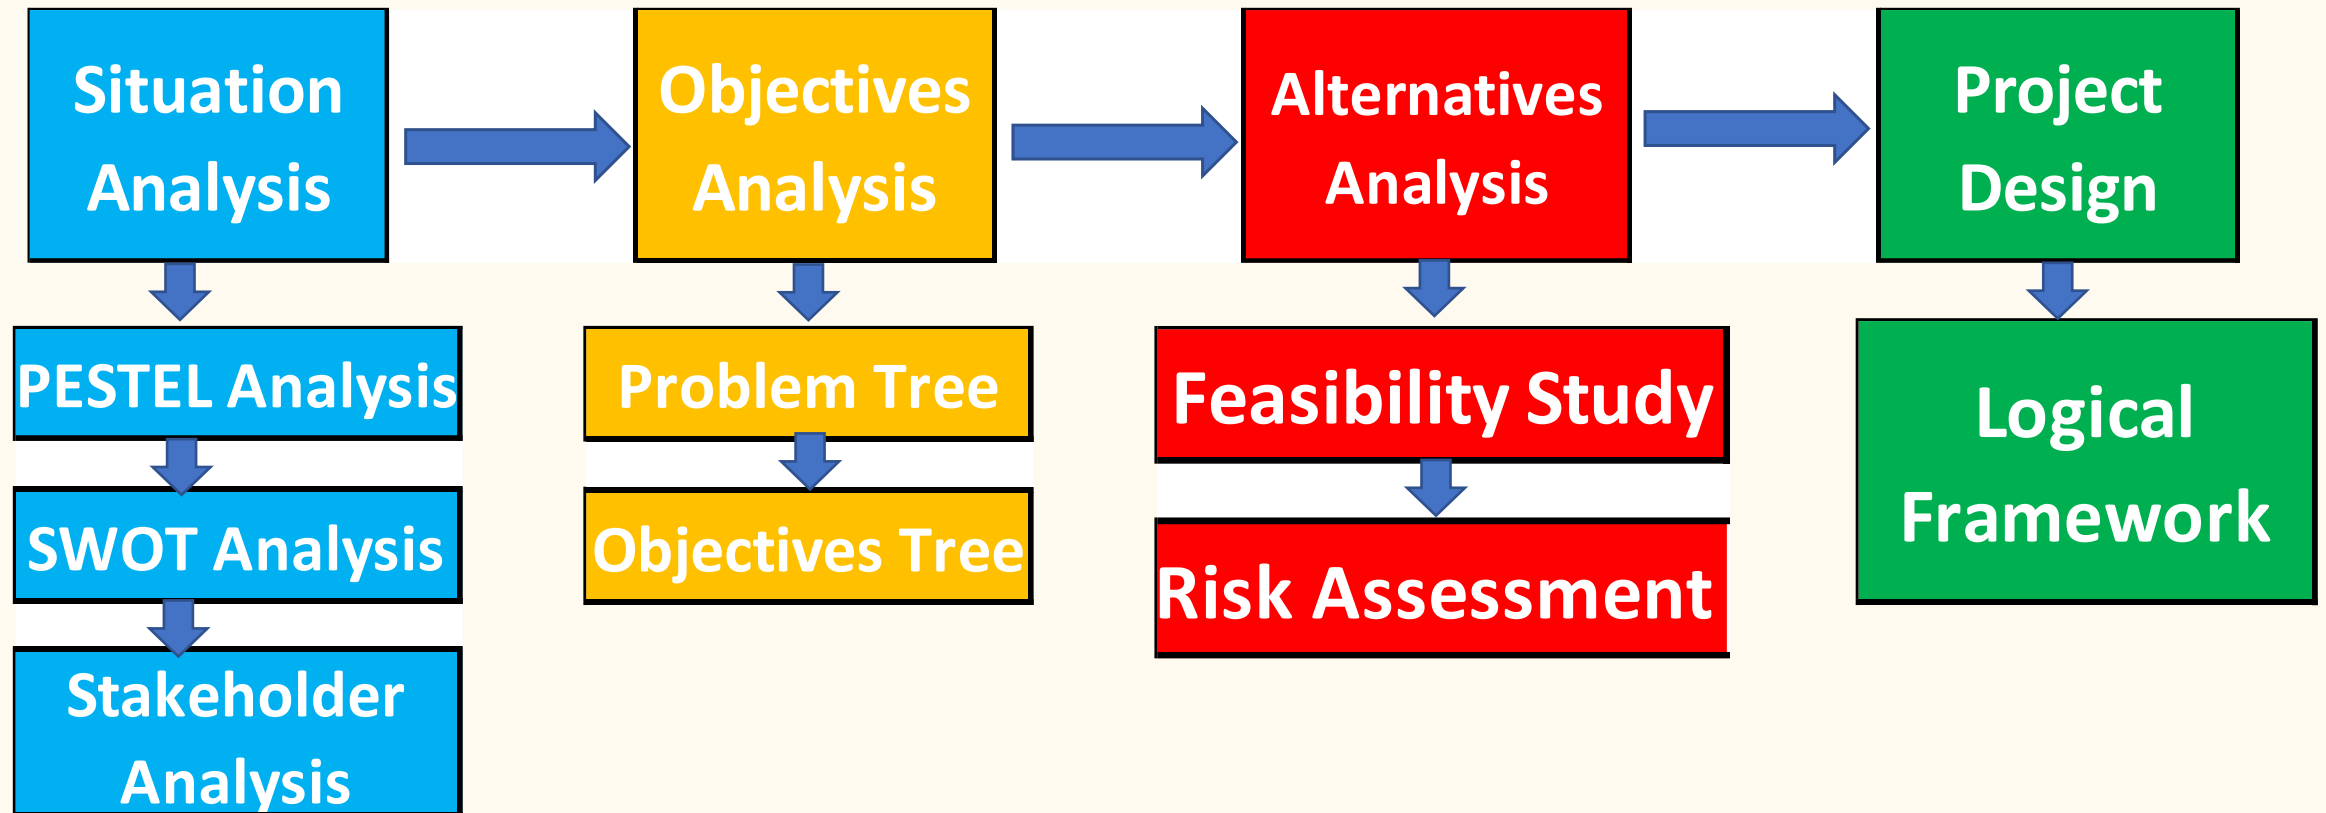 Situation
Analysis
Objectives
Analysis
Alternatives
Analysis
Project
Design
PESTEL Analysis
SWOT Analysis
Stakeholder
Analysis
Problem Tree
Objectives Tree
Feasibility Study
Risk Assessment
Logical
Framework